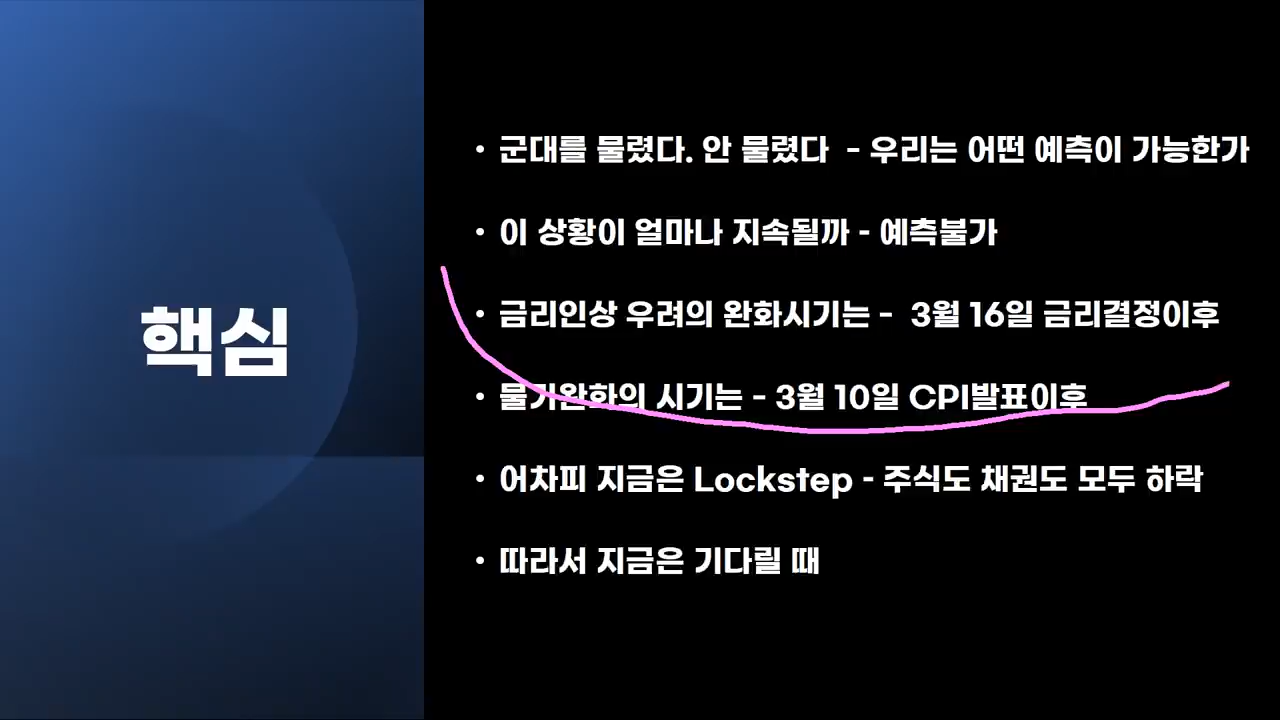 핵심
• 군대를 물렸다. 안 물렸다 - 우리는 어떤 예측이 가능한가
• 이 상황이 얼마나 지속될까 - 예측불가
• 금리인상 우려의 완화시기는 - 3월 16일 금리결정이후
• 물가완화의 시기는 - 3월 10일 CPI발표이후
• 어차피 지금은 Lockstep - 주식도 채권도 모두 하락
• 따라서 지금은 기다릴 때